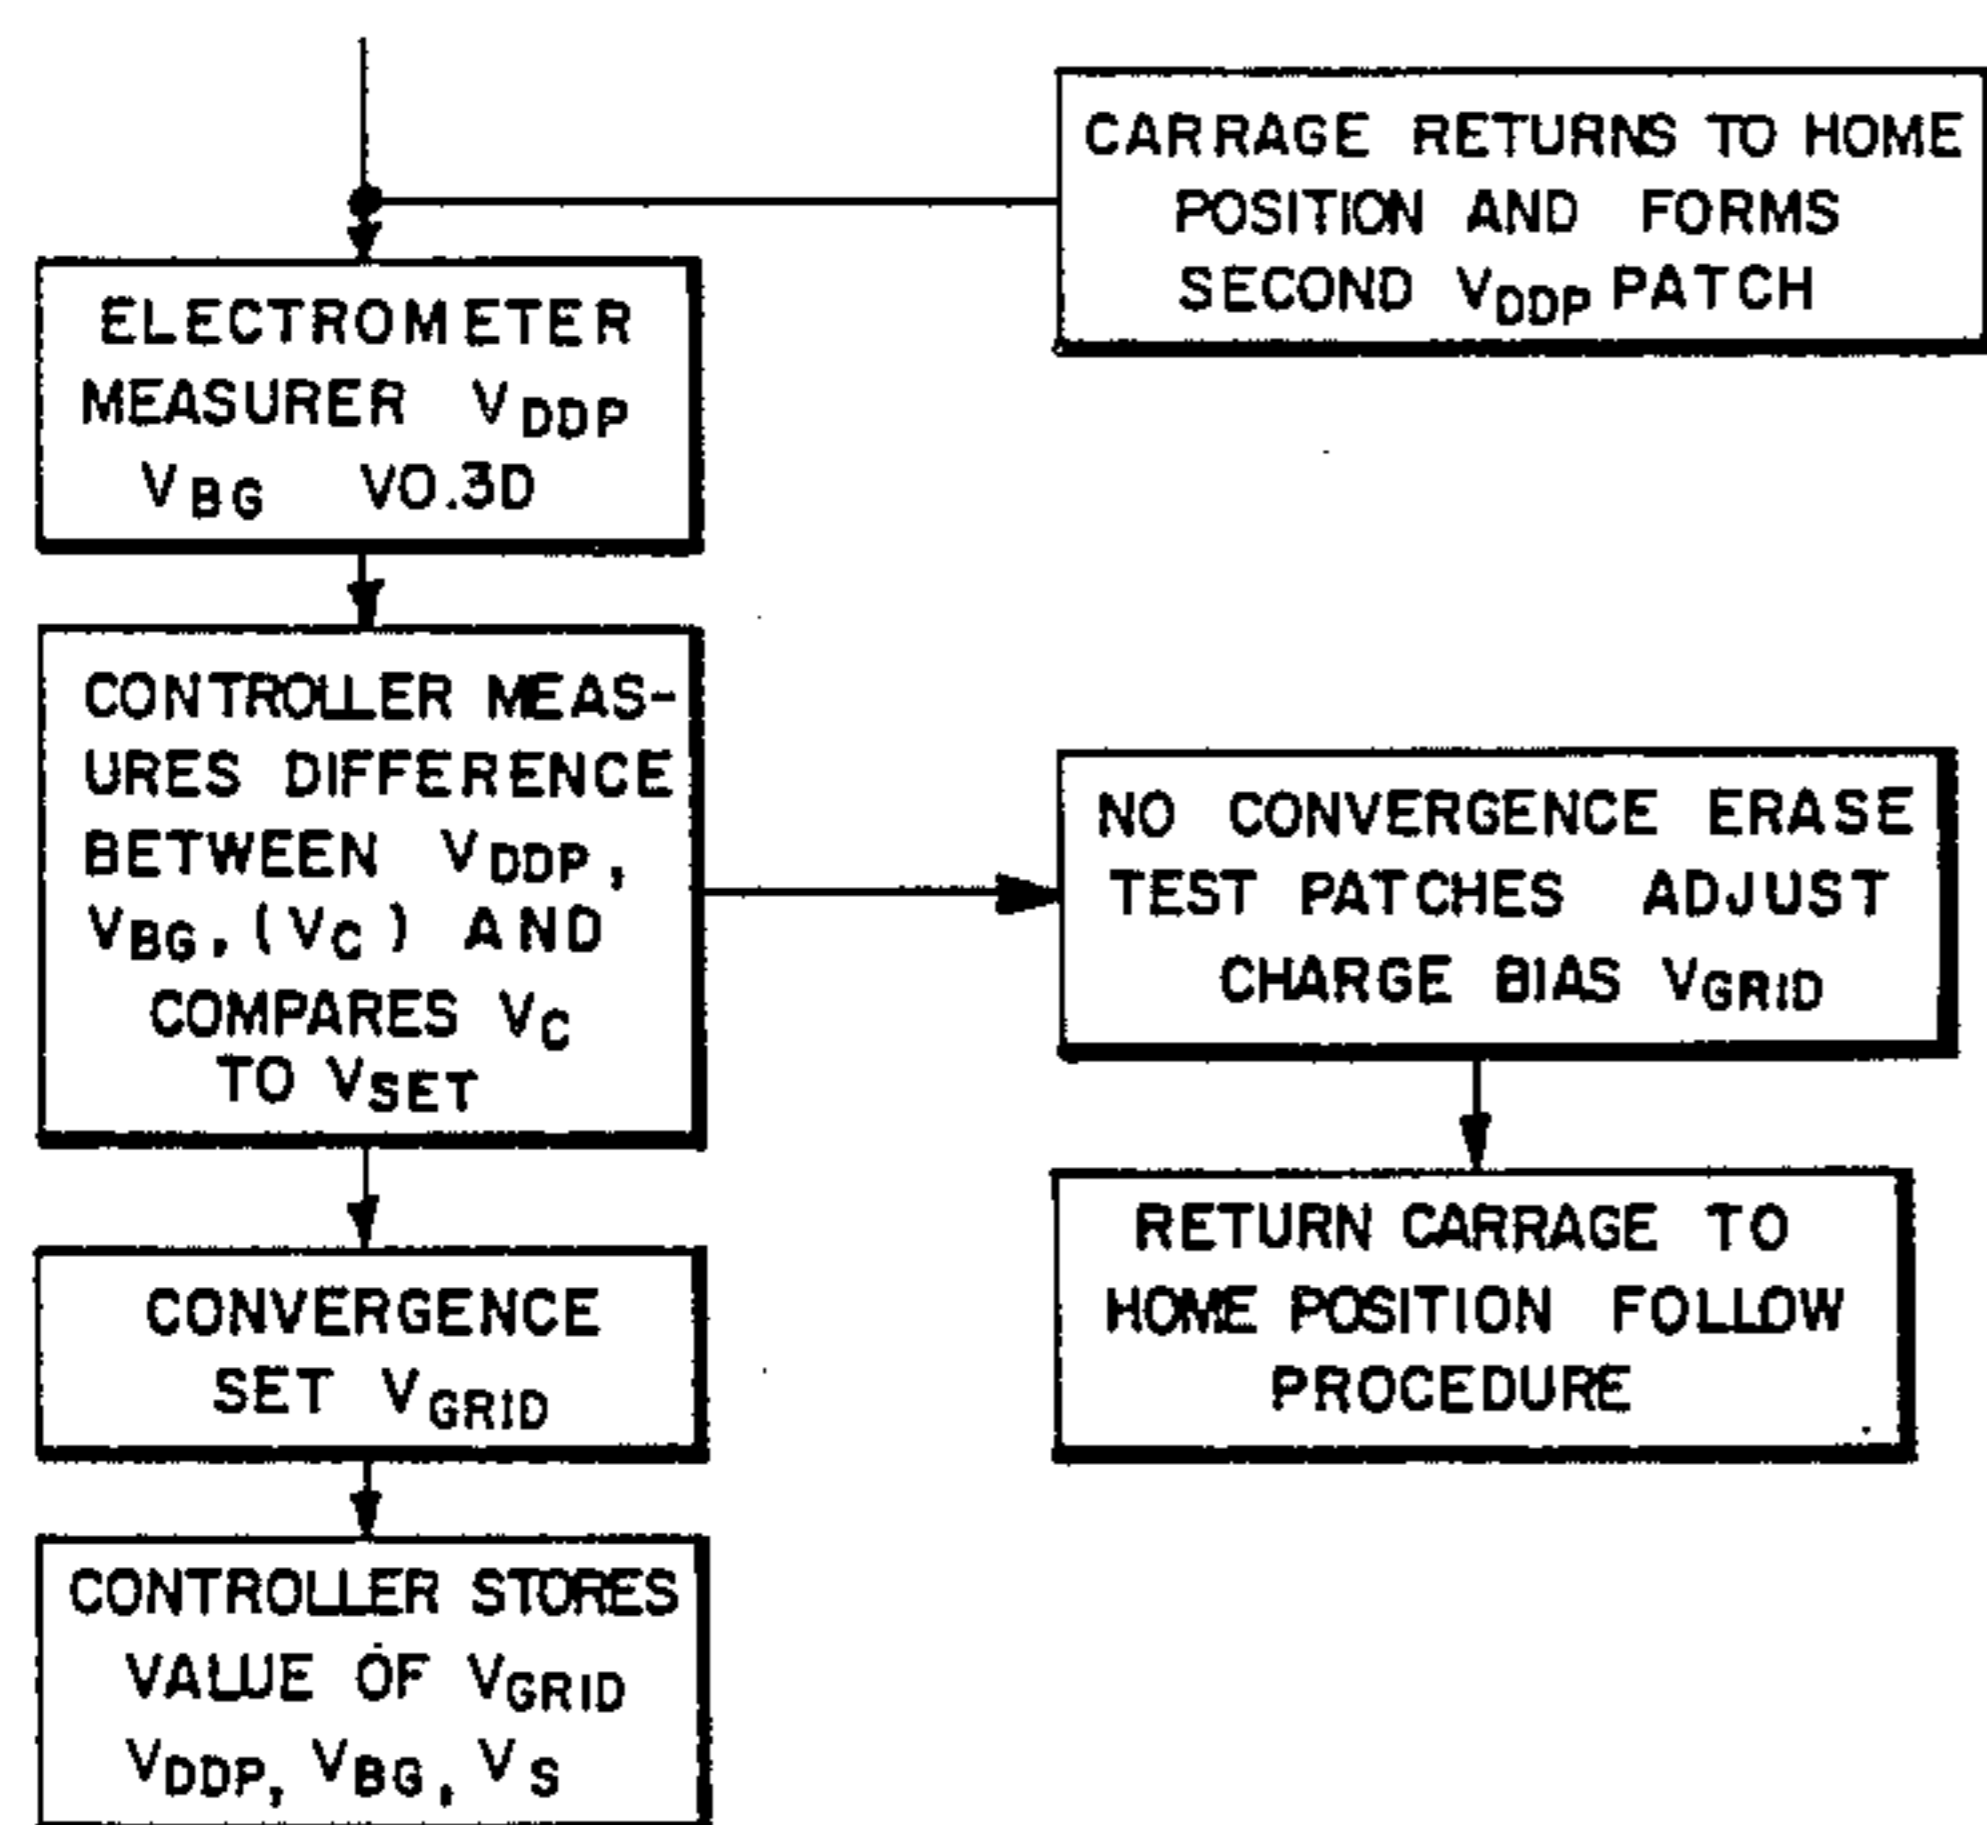 CARRAGE RETURNS TO HOME
POSITION AND FORMS
SECOND VDDP PATCH
ELECTROMETER
MEASURER VDDP
VBG V0.3D
CONTROLLER MEAS-
URES DIFFERENCE
BETWEEN VDDP,
VBG, (VC) AND
COMPARES VC
TO VSET
NO CONVERGENCE ERASE
TEST PATCHES ADJUST
CHARGE BIAS VGRID
RETURN CARRAGE TO
HOME POSITION FOLLOW
PROCEDURE
CONVERGENCE
SET VGRID
CONTROLLER STORES
VALUE OF VGRID
VDDP, VBG, VS